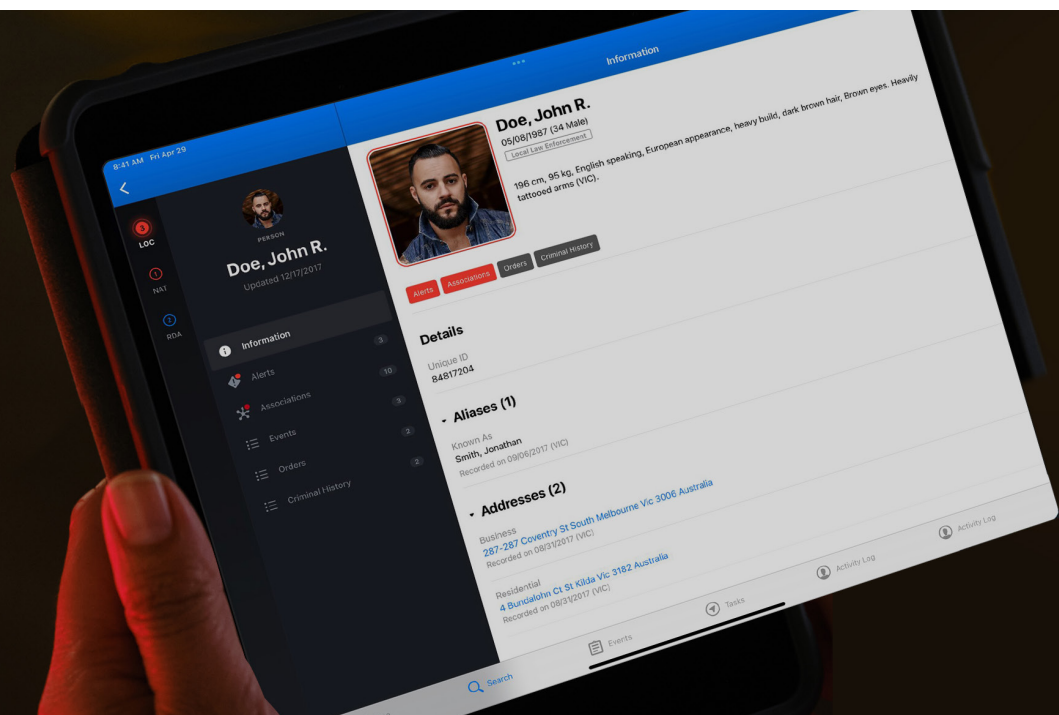 8:41 AM Fri Apr 29
Information
3
LOC
1
NAT
2
RDA
PERSON
Doe, John R.
Updated 12/17/2017
Information
Alerts 3
Associations 10
Events 3
Orders 2
Criminal History 2
Doe, John R.
05/08/1987 (34 Male)
Local Law Enforcement
196 cm, 95 kg, English speaking, European appearance, heavy build, dark brown hair, Brown eyes. Heavily
tattooed arms (VIC).
Alerts Associations Orders Criminal History
Details
Unique ID
84817204
Aliases (1)
Known As
Smith, Jonathan
Recorded on 09/06/2017 (VIC)
Addresses (2)
Business
287-287 Coventry St South Melbourne Vic 3006 Australia
Recorded on 08/31/2017 (VIC)
Residential
4 Bundalohn Ct St Kilda Vic 3182 Australia
Recorded on 08/31/2017 (VIC)
Search Events Tasks Activity Log Activity Log